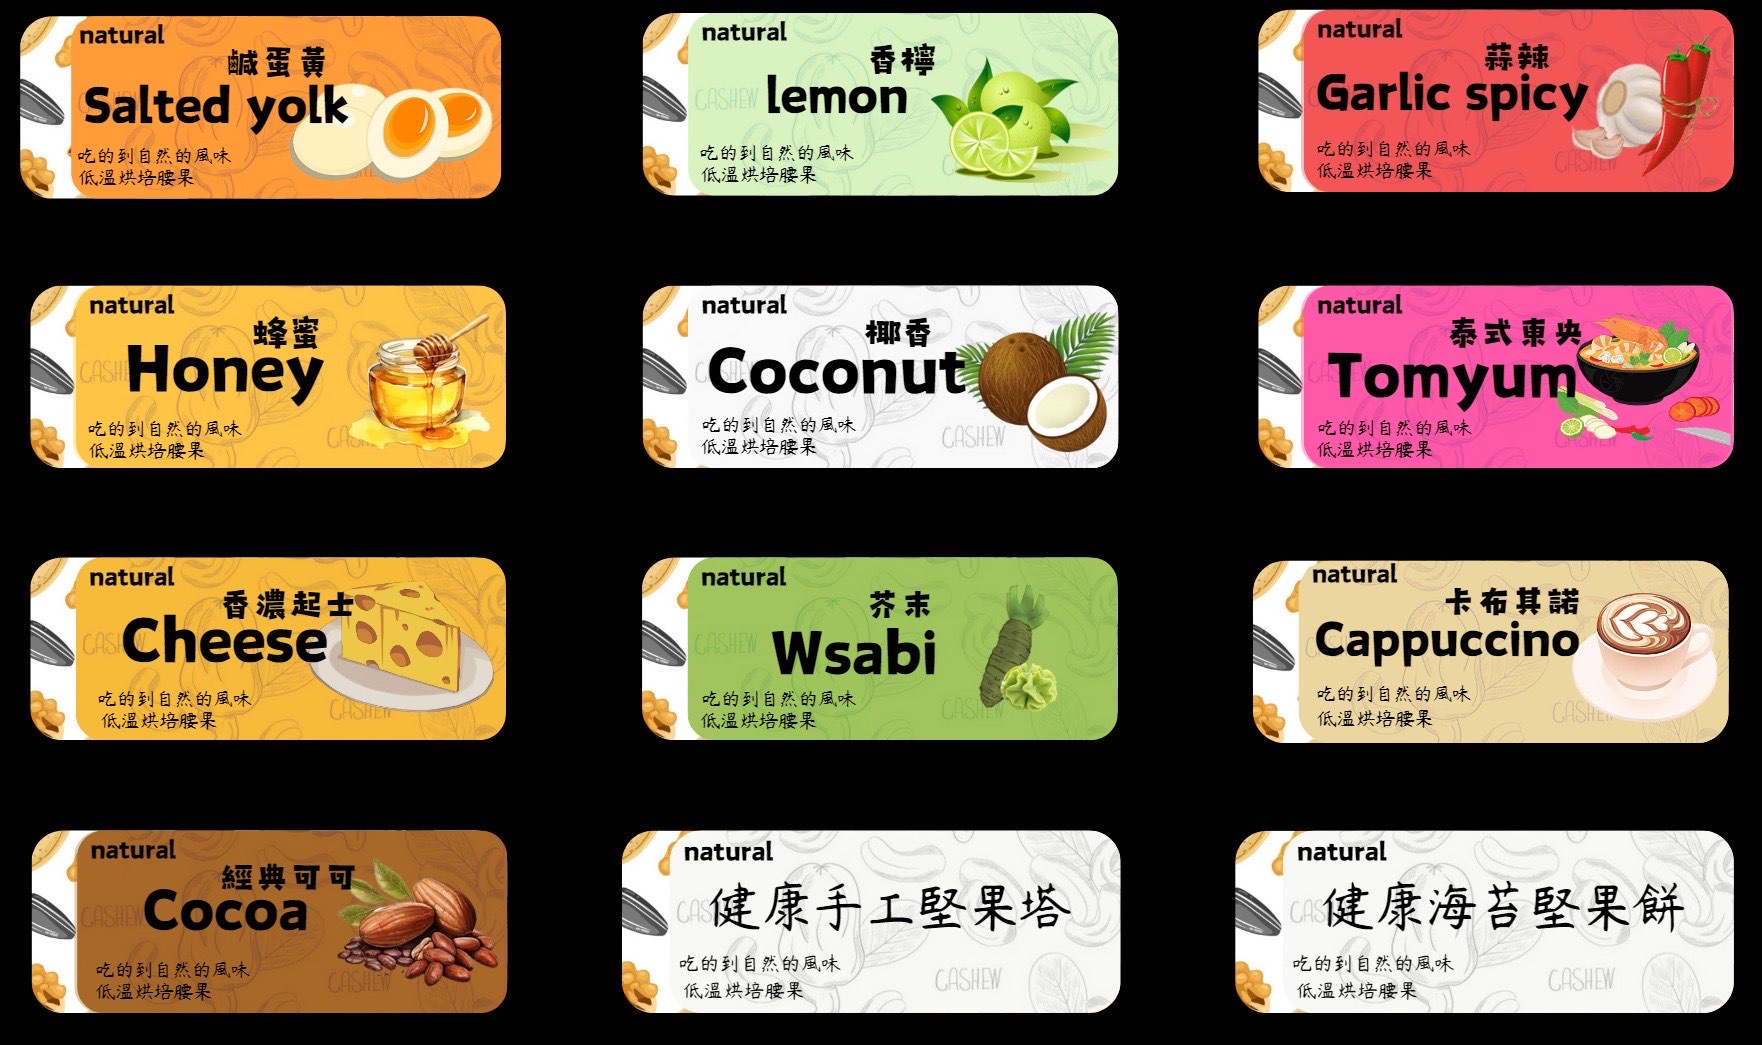 natural
鹹蛋黃
Salted yolk
吃的到自然的風味
低溫烘培腰果
natural
香檸
lemon
CASHEW
吃的到自然的風味
低溫烘培腰果
natural
蒜辣
Garlic spicy
吃的到自然的風味
低溫烘培腰果
CASHEW
natural
蜂蜜
Honey
CASHEW
吃的到自然的風味
低溫烘培腰果
natural
椰香
Coconut
吃的到自然的風味
低溫烘培腰果
CASHEW
natural
泰式東央
Tomyum
吃的到自然的風味
低溫烘培腰果
natural
香濃起士
Cheese
吃的到自然的風味
低溫烘培腰果
CASHEW
natural
芥末
Wsabi
吃的到自然的風味
低溫烘培腰果
CASHEW
natural
卡布其諾
Cappuccino
吃的到自然的風味
低溫烘培腰果
CASHEW
natural
經典可可
Cocoa
CASHEW
吃的到自然的風味
低溫烘培腰果
CASHEW
natural
健康手工堅果塔
吃的到自然的風味
低溫烘培腰果
CASHEW
natural
健康海苔堅果餅
吃的到自然的風味
低溫烘培腰果
CASHEW